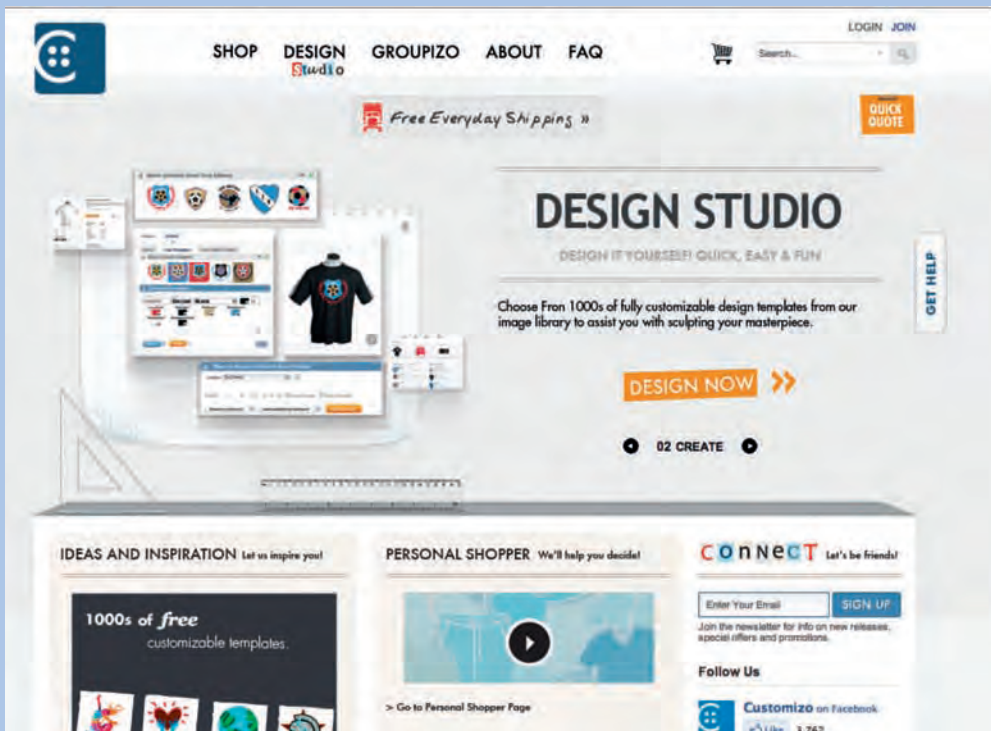 LOGIN JOIN
SHOP DESIGN GROUPIZO ABOUT FAQ
Studio
Search...
Free Everyday Shipping »
QUICK
QUOTE
DESIGN STUDIO
DESIGN IT YOURSELF! QUICK, EASY & FUN
GET HELP
Choose Fron 1000s of fully customizable design templates from our
image library to assist you with sculpting your masterpiece.
DESIGN NOW >>
02 CREATE
IDEAS AND INSPIRATION Let us inspire you!
1000s of free
customizable templates.
PERSONAL SHOPPER We'll help you decide!
> Go to Personal Shopper Page
CONNECT Let's be friends!
Enter Your Email SIGN UP
Join the newsletter for info on new releases,
special offers and promotions.
Follow Us
Customizo on Facebook
Like 3,762